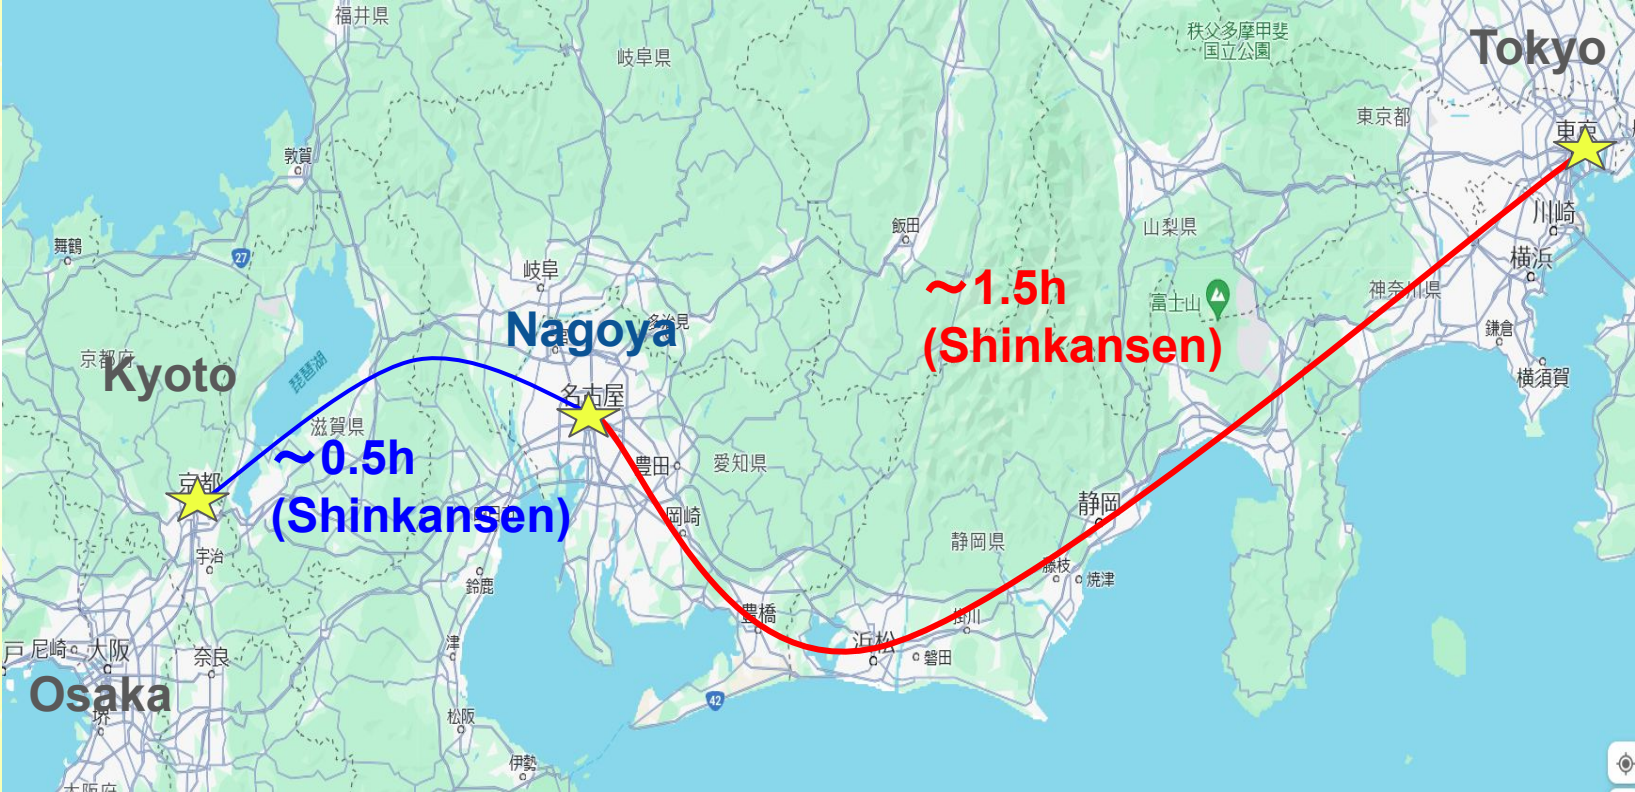 福井県
秩父多摩甲斐
国立公園
Tokyo
岐阜県
東京都
東京
敦賀
川崎
飯田
山梨県
舞鶴
27
横浜
岐阜
～1.5h
(Shinkansen)
富士山
神奈川県
Nagoya
多治見
鎌倉
京都府
Kyoto
琵琶湖
横須賀
名古屋
滋賀県
～0.5h
(Shinkansen)
豊田
愛知県
京都
岡崎
静岡
静岡県
宇治
鈴鹿
藤枝
焼津
豊橋
掛川
浜松
磐田
尼崎
大阪
奈良
津
Osaka
堺
42
松阪
伊勢
大阪府